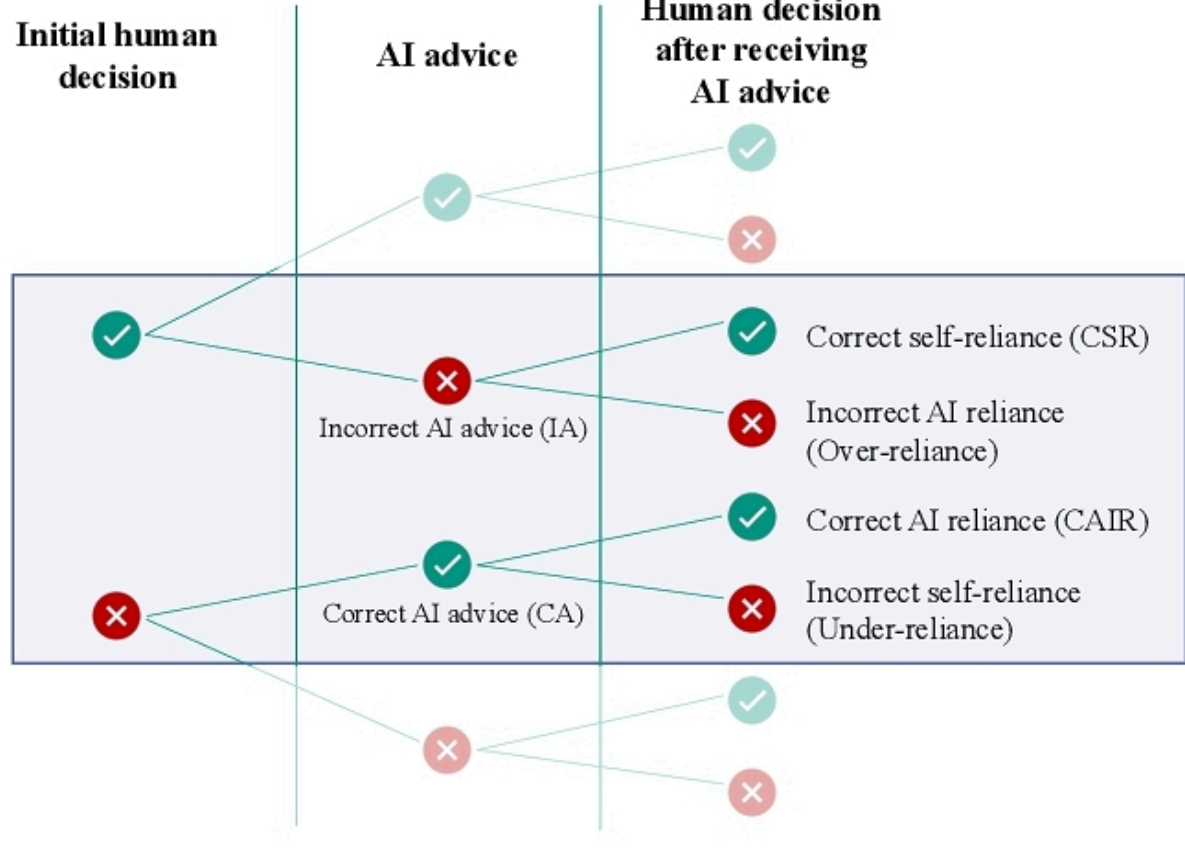 Initial human
decision
AI advice
Human decision
after receiving
AI advice
Correct self-reliance (CSR)
Incorrect AI advice (IA)
Incorrect AI reliance
(Over-reliance)
Correct AI reliance (CAIR)
Correct AI advice (CA)
Incorrect self-reliance
(Under-reliance)